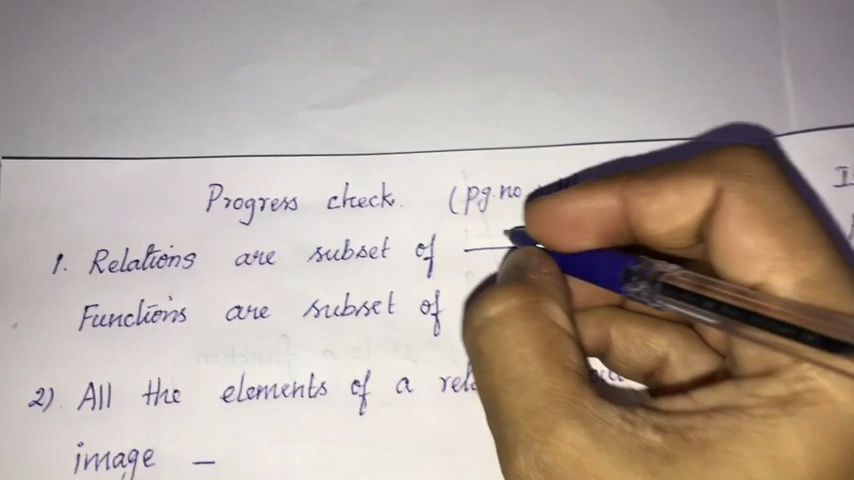 Progress check. (pg.no
1. Relations are subset of
Functions are subset of
2) All the elements of a
image –